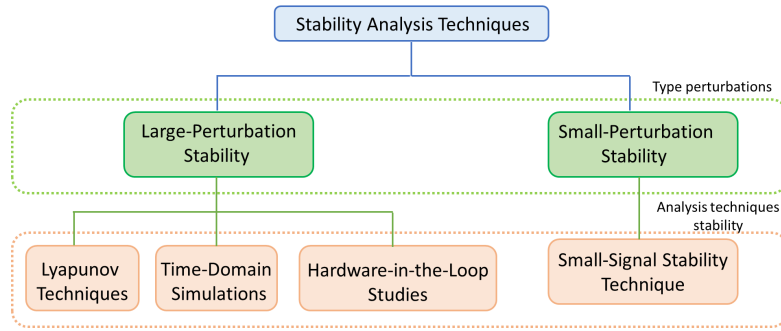 Stability Analysis Techniques
Type perturbations
Large-Perturbation
Stability
Small-Perturbation
Stability
Analysis techniques
stability
Lyapunov
Techniques
Time-Domain
Simulations
Hardware-in-the-Loop
Studies
Small-Signal Stability
Technique